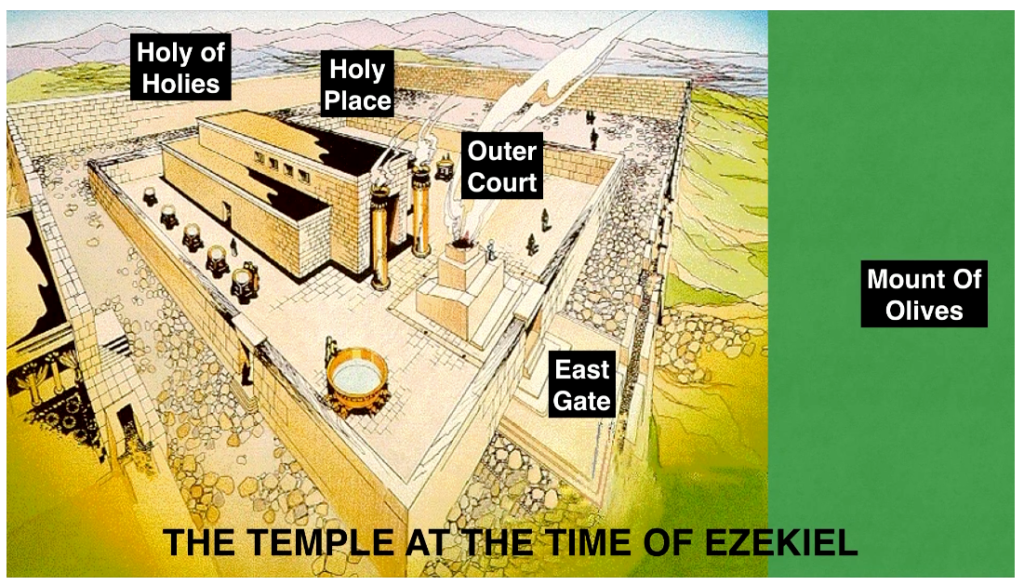 Holy of
Holies
Holy
Place
Outer
Court
Mount Of
Olives
East
Gate
THE TEMPLE AT THE TIME OF EZEKIEL